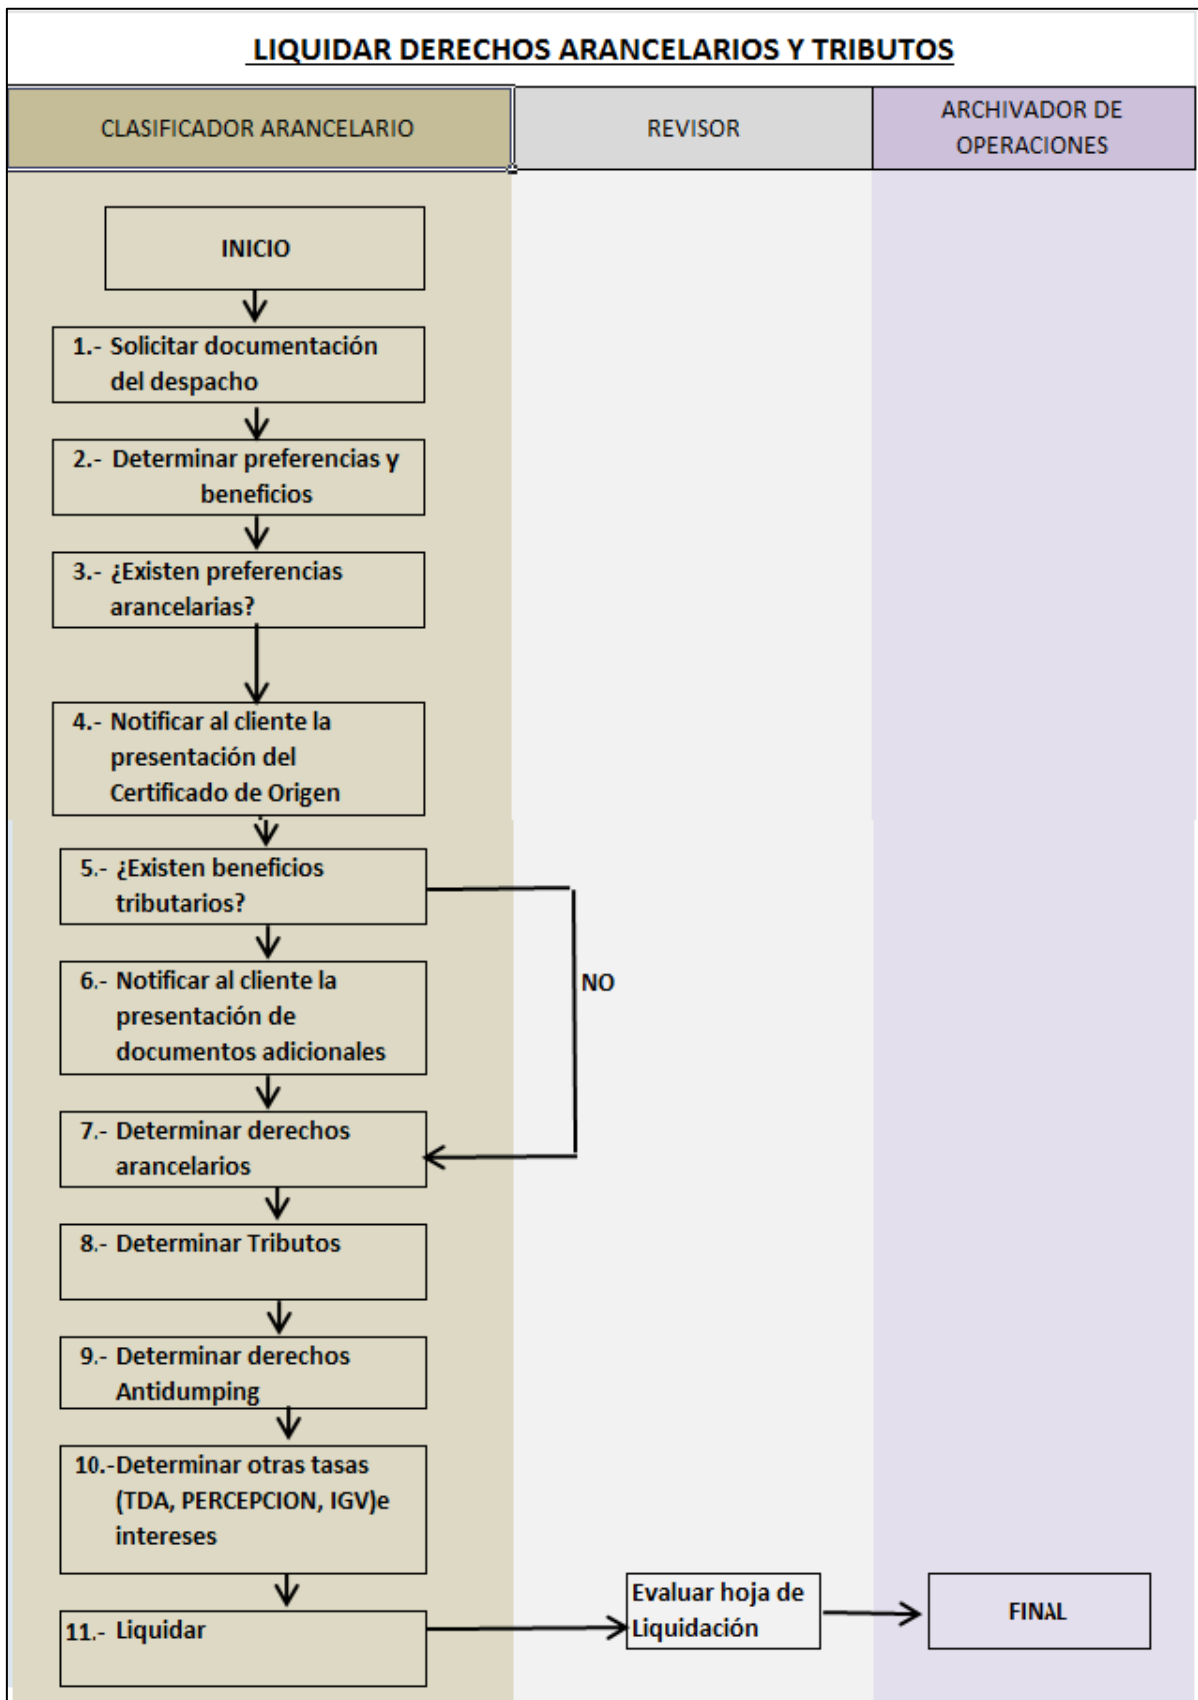 LIQUIDAR DERECHOS ARANCELARIOS Y TRIBUTOS
CLASIFICADOR ARANCELARIO
REVISOR
ARCHIVADOR DE
OPERACIONES
INICIO
1.- Solicitar documentación
del despacho
2.- Determinar preferencias y
beneficios
3.- ¿Existen preferencias
arancelarias?
4.- Notificar al cliente la
presentación del
Certificado de Origen
5.- ¿Existen beneficios
tributarios?
6.- Notificar al cliente la
presentación de
documentos adicionales
NO
7.- Determinar derechos
arancelarios
8.- Determinar Tributos
9.- Determinar derechos
Antidumping
10.-Determinar otras tasas
(TDA, PERCEPCION, IGV)e
intereses
11.- Liquidar
Evaluar hoja de
Liquidación
FINAL